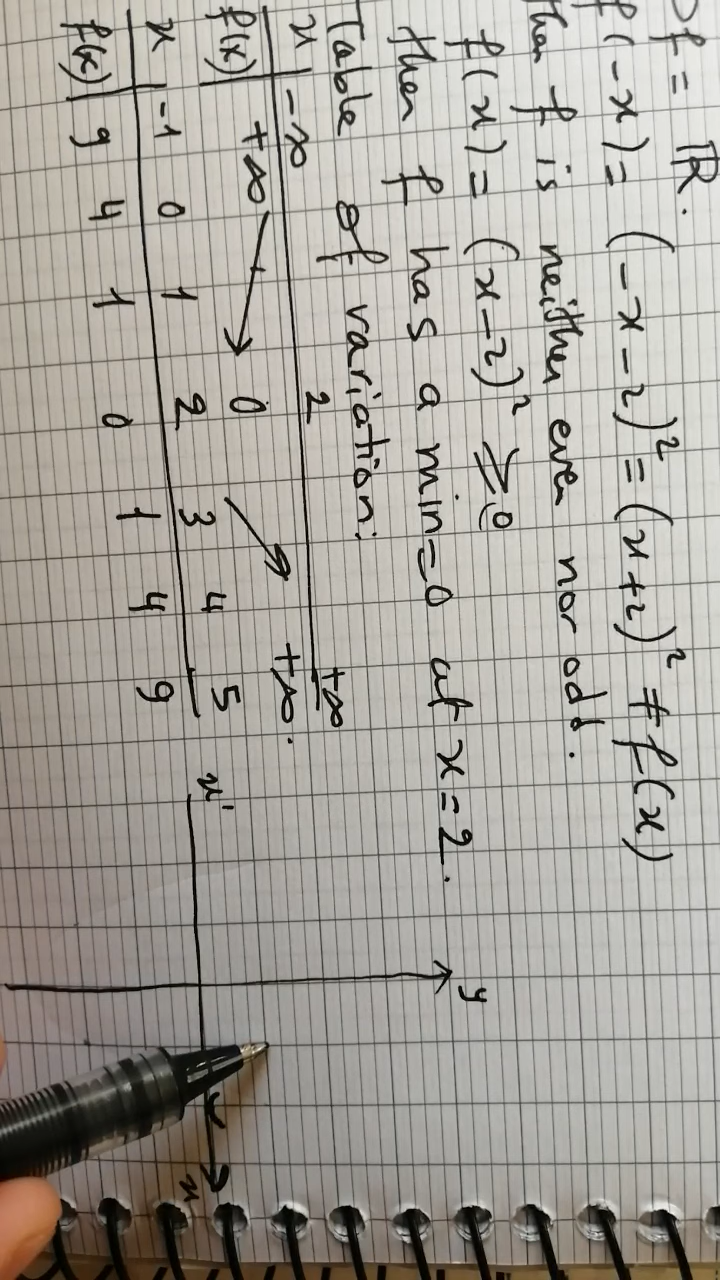 Df = ℝ.
f(-x) = (-x-2)² = (x+2)² ≠ f(x)
then f is neither even nor odd.
f(x) = (x-2)² ⩾ 0
then f has a min=0 at x=2.
Table of variation:
x | -∞ 2 +∞
f(x) | +∞ ↘ 0 ↗ +∞.
x | -1 0 1 2 3 4 5
f(x) | 9 4 1 0 1 4 9
y
x' x